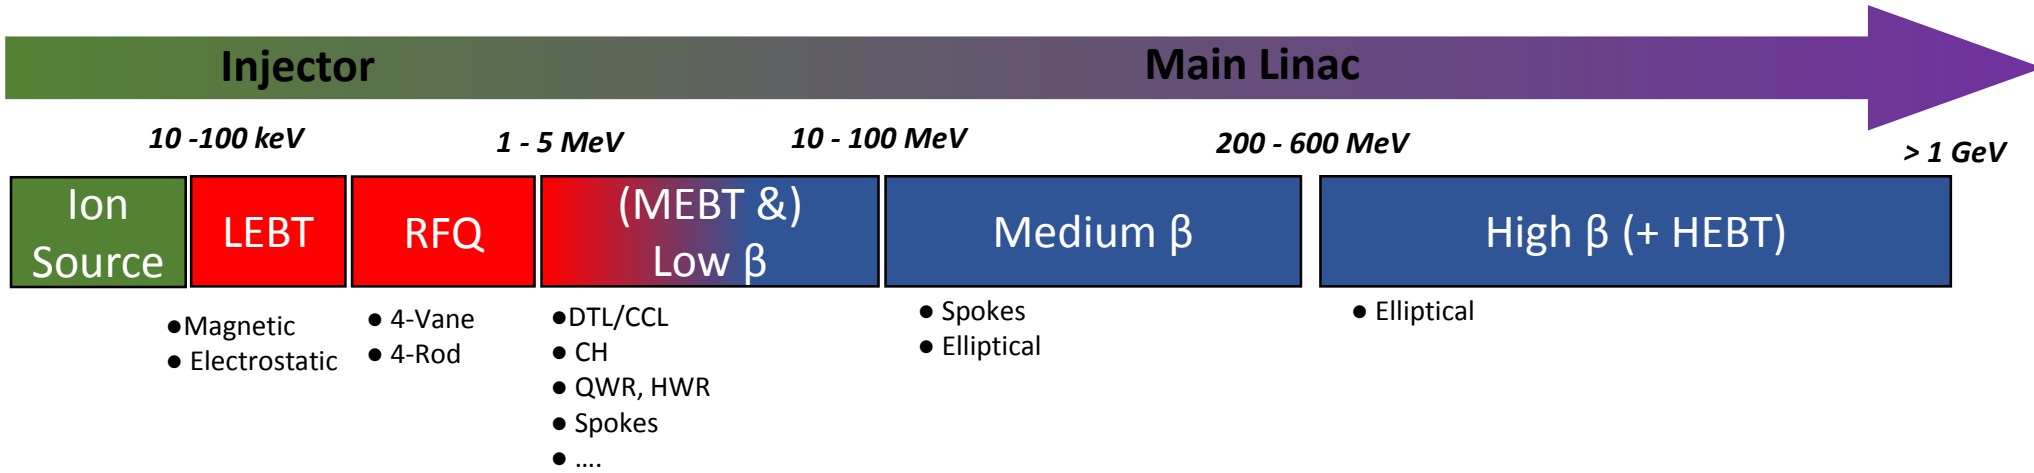 Injector
Main Linac
10 -100 keV
1 - 5 MeV
10 - 100 MeV
200 - 600 MeV
> 1 GeV
Ion
Source
LEBT
RFQ
(MEBT &)
Low β
Medium β
High β (+ HEBT)
●Magnetic
● Electrostatic
● 4-Vane
● 4-Rod
●DTL/CCL
● CH
● QWR, HWR
● Spokes
● ....
● Spokes
● Elliptical
● Elliptical